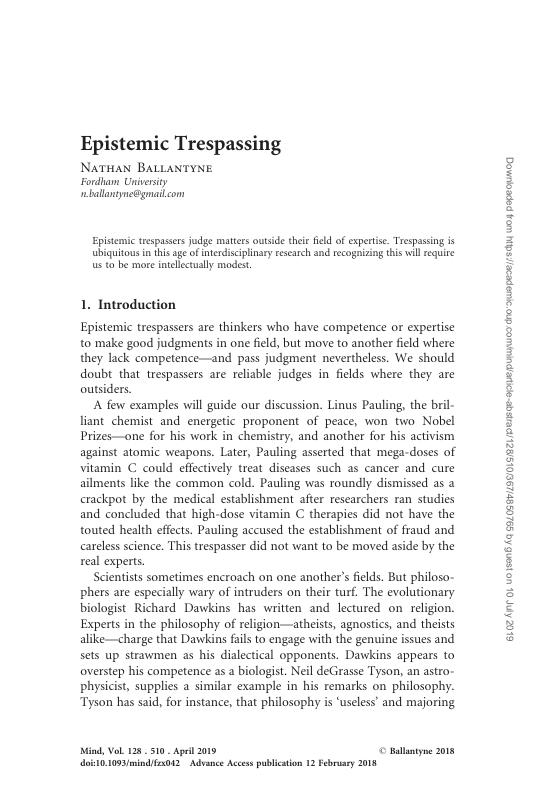 Epistemic Trespassing
NATHAN BALLANTYNE
Fordham University
n.ballantyne@gmail.com
Epistemic trespassers judge matters outside their field of expertise. Trespassing is
ubiquitous in this age of interdisciplinary research and recognizing this will require
us to be more intellectually modest.
1. Introduction
Epistemic trespassers are thinkers who have competence or expertise
to make good judgments in one field, but move to another field where
they lack competence—and pass judgment nevertheless. We should
doubt that trespassers are reliable judges in fields where they are
outsiders.
A few examples will guide our discussion. Linus Pauling, the bril-
liant chemist and energetic proponent of peace, won two Nobel
Prizes—one for his work in chemistry, and another for his activism
against atomic weapons. Later, Pauling asserted that mega-doses of
vitamin C could effectively treat diseases such as cancer and cure
ailments like the common cold. Pauling was roundly dismissed as a
crackpot by the medical establishment after researchers ran studies
and concluded that high-dose vitamin C therapies did not have the
touted health effects. Pauling accused the establishment of fraud and
careless science. This trespasser did not want to be moved aside by the
real experts.
Scientists sometimes encroach on one another's fields. But philoso-
phers are especially wary of intruders on their turf. The evolutionary
biologist Richard Dawkins has written and lectured on religion.
Experts in the philosophy of religion—atheists, agnostics, and theists
alike—charge that Dawkins fails to engage with the genuine issues and
sets up strawmen as his dialectical opponents. Dawkins appears to
overstep his competence as a biologist. Neil deGrasse Tyson, an astro-
physicist, supplies a similar example in his remarks on philosophy.
Tyson has said, for instance, that philosophy is 'useless' and majoring
Mind, Vol. 128 . 510 . April 2019 © Ballantyne 2018
doi:10.1093/mind/fzx042 Advance Access publication 12 February 2018
Downloaded from https://academic.oup.com/mind/article-abstract/128/510/367/4850765 by guest on 10 July 2019